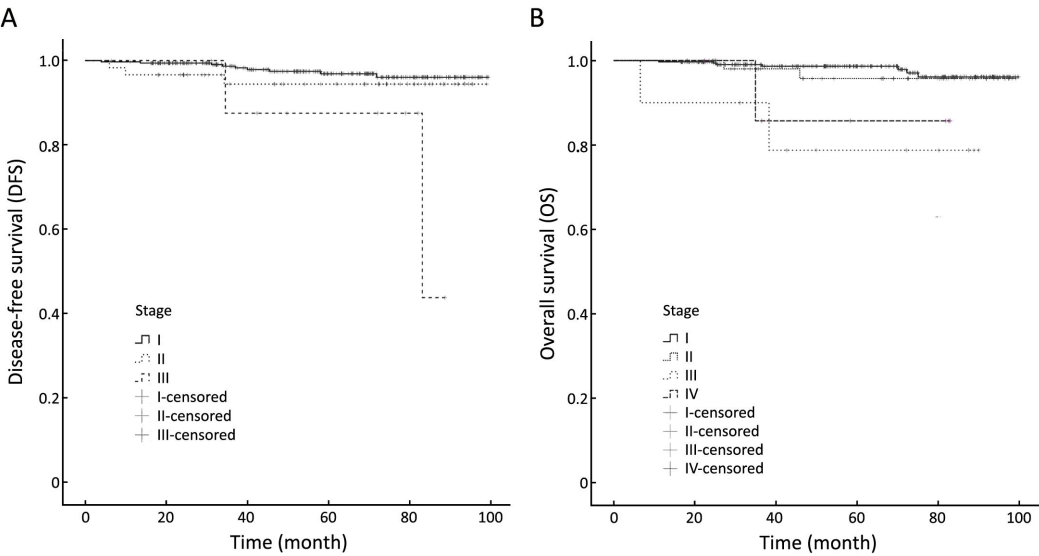 A
Disease-free survival (DFS)
1.0
0.8
0.6
0.4
0.2
0
Stage
I
II
III
I-censored
II-censored
III-censored
0 20 40 60 80 100
Time (month)
B
Overall survival (OS)
1.0
0.8
0.6
0.4
0.2
0
Stage
I
II
III
IV
I-censored
II-censored
III-censored
IV-censored
0 20 40 60 80 100
Time (month)